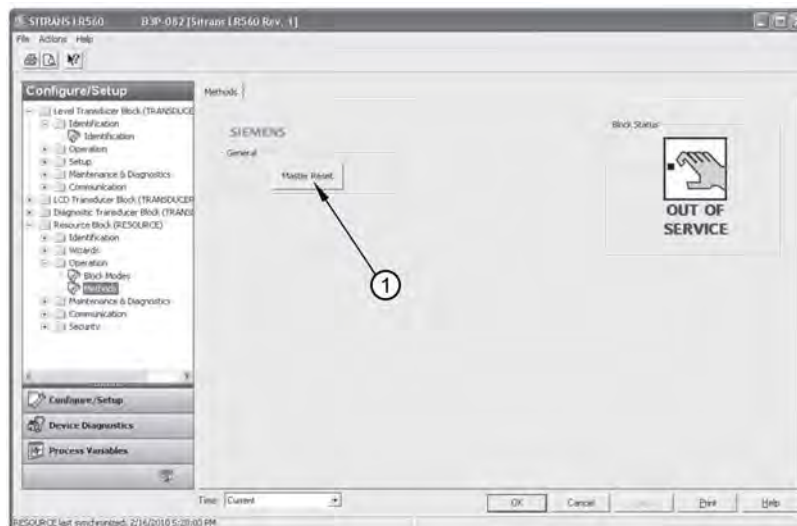 SITRANS LR560 BJP-082 [Sitrans LR560 Rev. 1]
File Actions Help
Configure/Setup
Level Transducer Block (TRANSDUCE
Identification
Identification
Operation
Setup
Maintenance & Diagnostics
Communication
LCD Transducer Block (TRANSDUCER
Diagnostic Transducer Block (TRANS
Resource Block (RESOURCE)
Identification
Wizards
Operation
Block Modes
Methods
Maintenance & Diagnostics
Communication
Security
Configure/Setup
Device Diagnostics
Process Variables
Methods
SIEMENS
General
Master Reset
1
Block Status
OUT OF
SERVICE
Time: Current
OK Cancel Print Help
RESOURCE last synchronized: 2/16/2010 5:28:03 PM